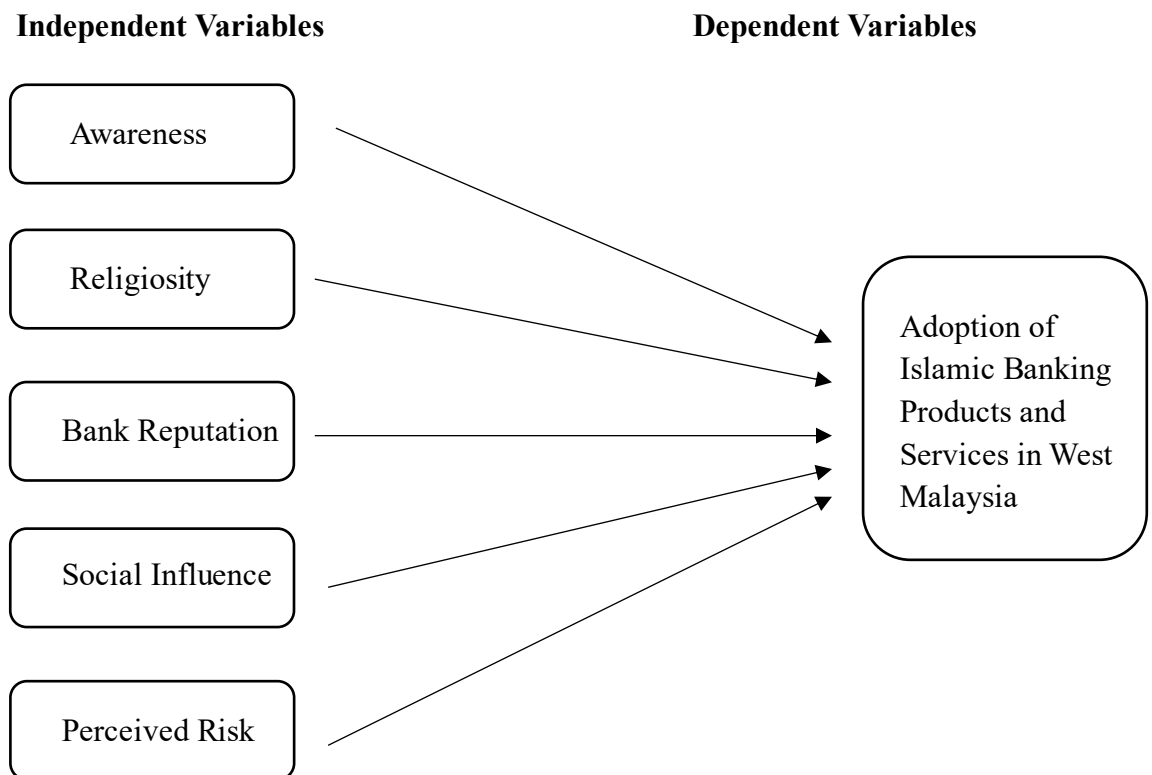 Independent Variables
Dependent Variables
Awareness
Religiosity
Bank Reputation
Social Influence
Perceived Risk
Adoption of
Islamic Banking
Products and
Services in West
Malaysia